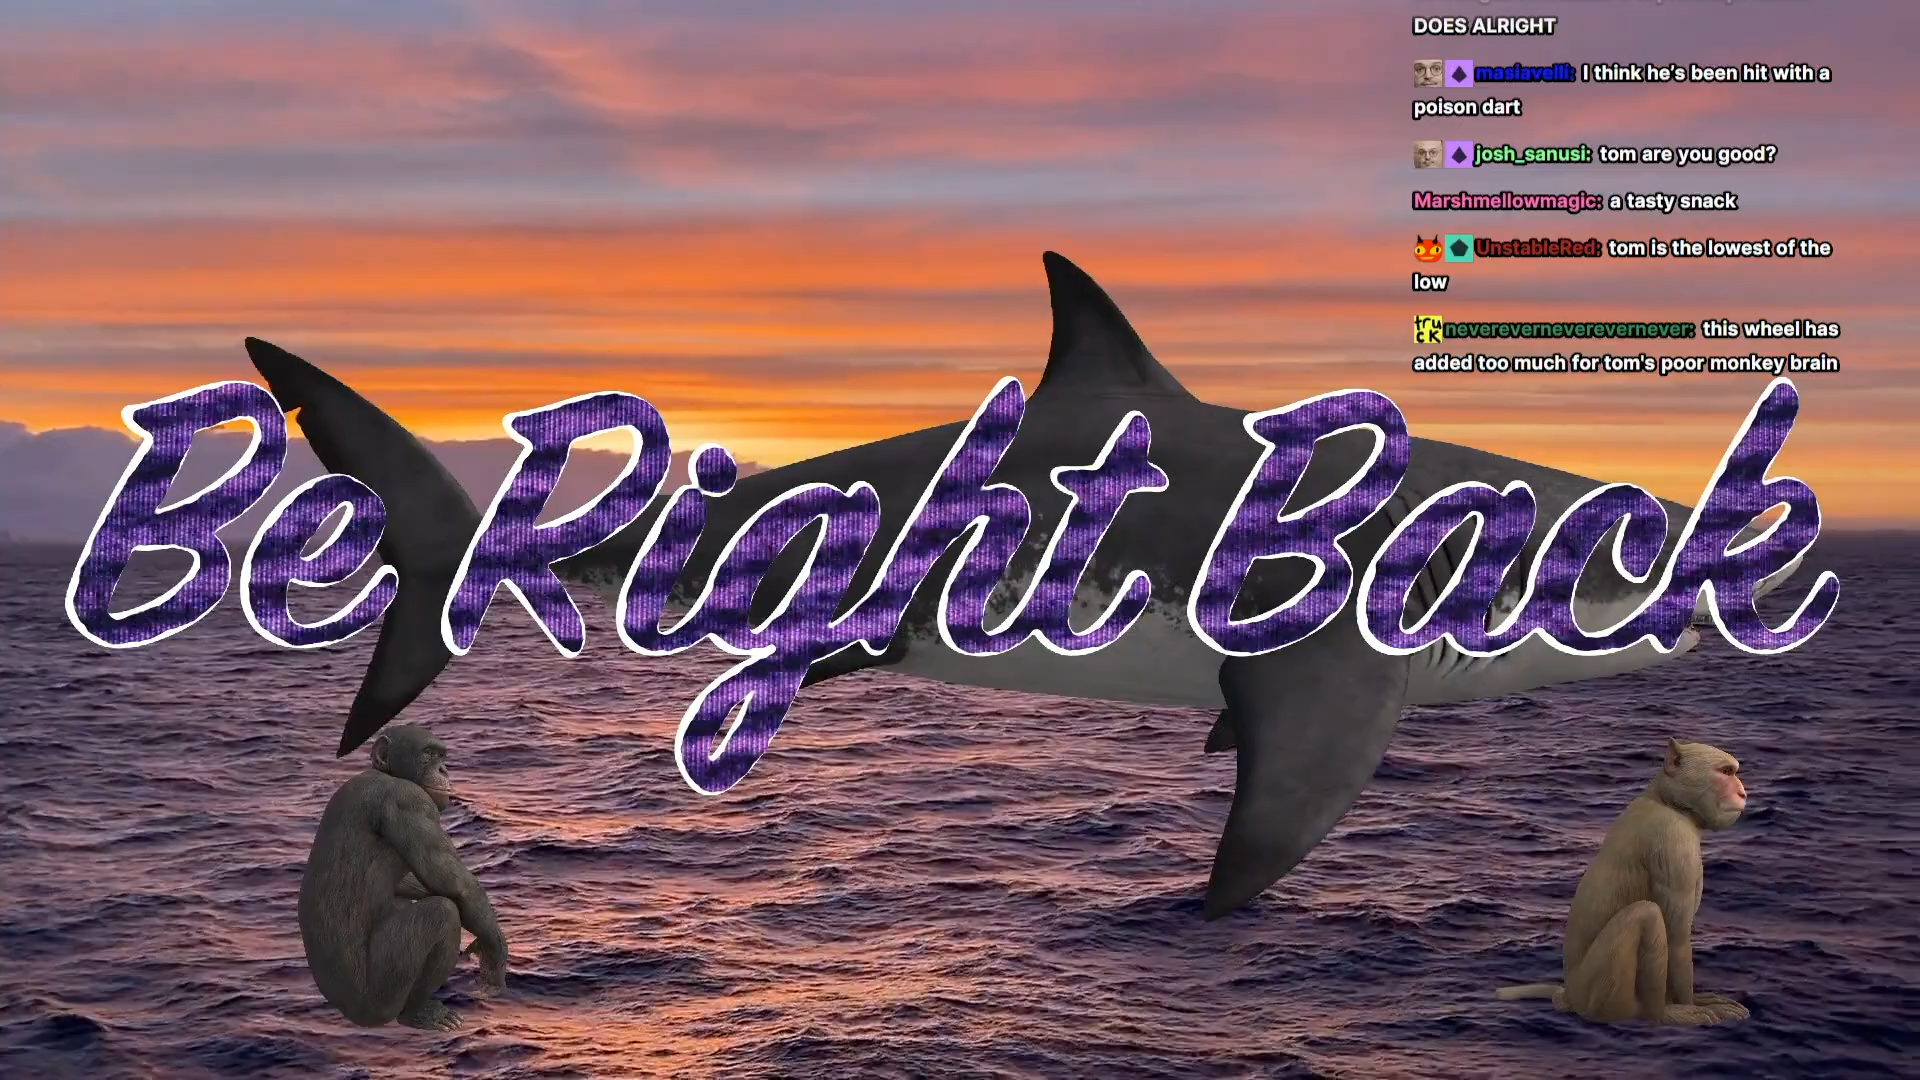 DOES ALRIGHT
masiavelli: I think he's been hit with a
poison dart
josh_sanusi: tom are you good?
Marshmellowmagic: a tasty snack
UnstableRed: tom is the lowest of the
low
truck nevereverneverevernever: this wheel has
added too much for tom's poor monkey brain
Be Right Back